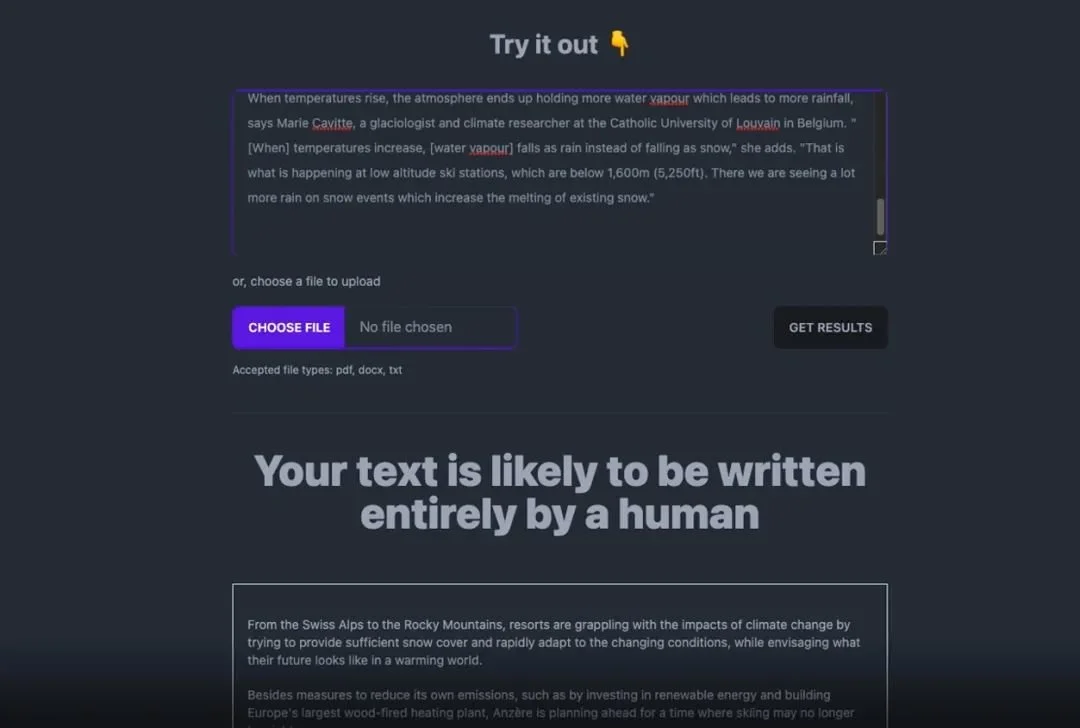 Try it out 👇
When temperatures rise, the atmosphere ends up holding more water vapour which leads to more rainfall,
says Marie Cavitte, a glaciologist and climate researcher at the Catholic University of Louvain in Belgium. "
[When] temperatures increase, [water vapour] falls as rain instead of falling as snow," she adds. "That is
what is happening at low altitude ski stations, which are below 1,600m (5,250ft). There we are seeing a lot
more rain on snow events which increase the melting of existing snow."
or, choose a file to upload
CHOOSE FILE No file chosen
GET RESULTS
Accepted file types: pdf, docx, txt
Your text is likely to be written
entirely by a human
From the Swiss Alps to the Rocky Mountains, resorts are grappling with the impacts of climate change by
trying to provide sufficient snow cover and rapidly adapt to the changing conditions, while envisaging what
their future looks like in a warming world.
Besides measures to reduce its own emissions, such as by investing in renewable energy and building
Europe's largest wood-fired heating plant, Anzère is planning ahead for a time where skiing may no longer